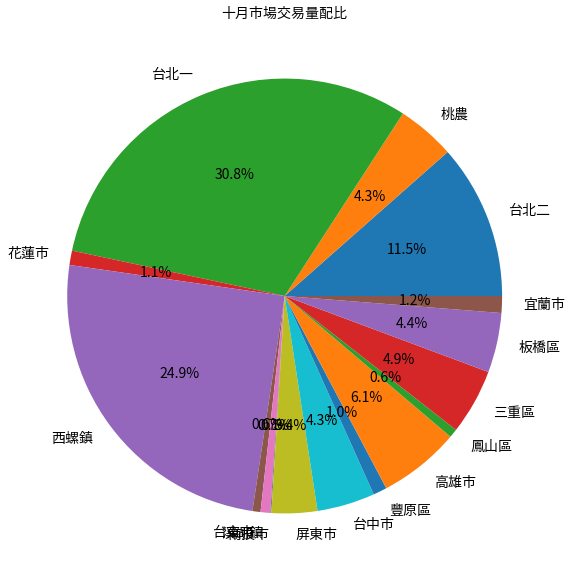 十月市場交易量配比
台北一
桃農
30.8%
4.3%
台北二
11.5%
花蓮市
1.1%
1.2%
宜蘭市
4.4%
板橋區
4.9%
24.9%
0.6%
6.1%
三重區
西螺鎮
4.3%
1.0%
鳳山區
高雄市
豐原區
台中市
屏東市